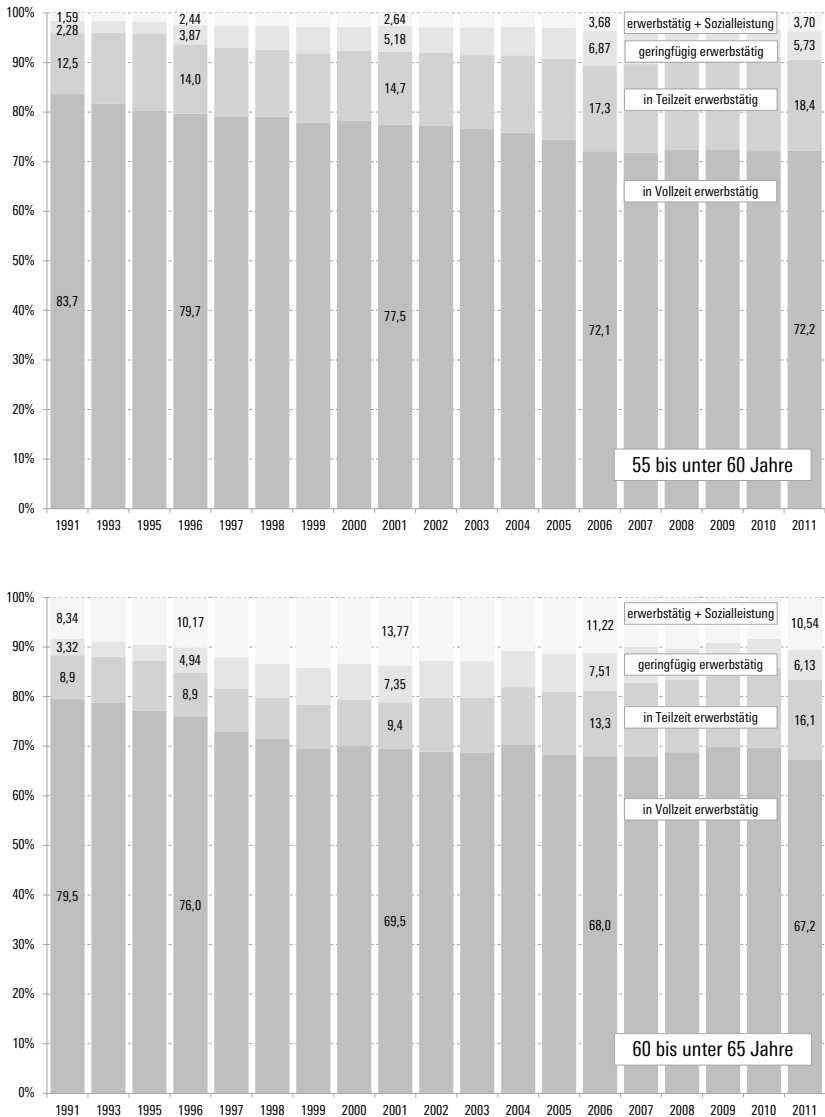 100%
1,59 2,44 2,64 3,68 erwerbstätig + Sozialleistung 3,70
2,28 3,87 5,18 6,87 geringfügig erwerbstätig 5,73
90%
12,5 14,0 14,7 17,3 in Teilzeit erwerbstätig 18,4
80%
70%
in Vollzeit erwerbstätig
60%
50%
40%
83,7 79,7 77,5 72,1 72,2
30%
20%
10%
55 bis unter 60 Jahre
0%
1991 1993 1995 1996 1997 1998 1999 2000 2001 2002 2003 2004 2005 2006 2007 2008 2009 2010 2011
100%
8,34 10,17 13,77 11,22 erwerbstätig + Sozialleistung 10,54
90%
3,32 4,94 7,35 7,51 geringfügig erwerbstätig 6,13
8,9 8,9 9,4 13,3 in Teilzeit erwerbstätig 16,1
80%
70%
60%
in Vollzeit erwerbstätig
50%
40%
79,5 76,0 69,5 68,0 67,2
30%
20%
10%
60 bis unter 65 Jahre
0%
1991 1993 1995 1996 1997 1998 1999 2000 2001 2002 2003 2004 2005 2006 2007 2008 2009 2010 2011